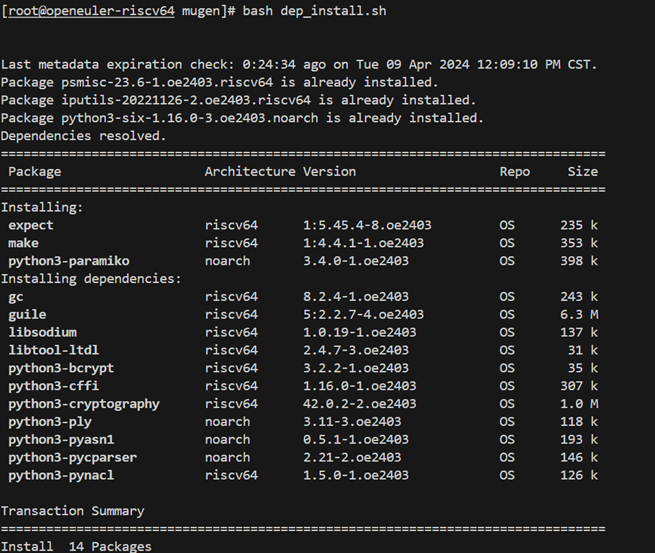 [root@openeuler-riscv64 mugen]# bash dep_install.sh
Last metadata expiration check: 0:24:34 ago on Tue 09 Apr 2024 12:09:10 PM CST.
Package psmisc-23.6-1.oe2403.riscv64 is already installed.
Package iputils-20221126-2.oe2403.riscv64 is already installed.
Package python3-six-1.16.0-3.oe2403.noarch is already installed.
Dependencies resolved.
================================================================================
Package Architecture Version Repo Size
================================================================================
Installing:
expect riscv64 1:5.45.4-8.oe2403 OS 235 k
make riscv64 1:4.4.1-1.oe2403 OS 353 k
python3-paramiko noarch 3.4.0-1.oe2403 OS 398 k
Installing dependencies:
gc riscv64 8.2.4-1.oe2403 OS 243 k
guile riscv64 5:2.2.7-4.oe2403 OS 6.3 M
libsodium riscv64 1.0.19-1.oe2403 OS 137 k
libtool-ltdl riscv64 2.4.7-3.oe2403 OS 31 k
python3-bcrypt riscv64 3.2.2-1.oe2403 OS 35 k
python3-cffi riscv64 1.16.0-1.oe2403 OS 307 k
python3-cryptography riscv64 42.0.2-2.oe2403 OS 1.0 M
python3-ply noarch 3.11-3.oe2403 OS 118 k
python3-pyasn1 noarch 0.5.1-1.oe2403 OS 193 k
python3-pycparser noarch 2.21-2.oe2403 OS 146 k
python3-pynacl riscv64 1.5.0-1.oe2403 OS 126 k
Transaction Summary
================================================================================
Install 14 Packages